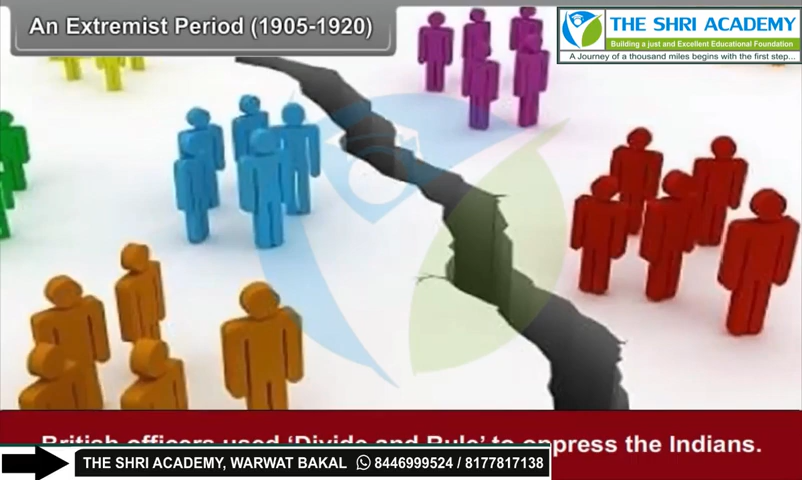 An Extremist Period (1905-1920)
THE SHRI ACADEMY
Building a just and Excellent Educational Foundation
A Journey of a thousand miles begins with the first step...
British officers used ‘Divide and Rule’ to oppress the Indians.
THE SHRI ACADEMY, WARWAT BAKAL 8446999524 / 8177817138